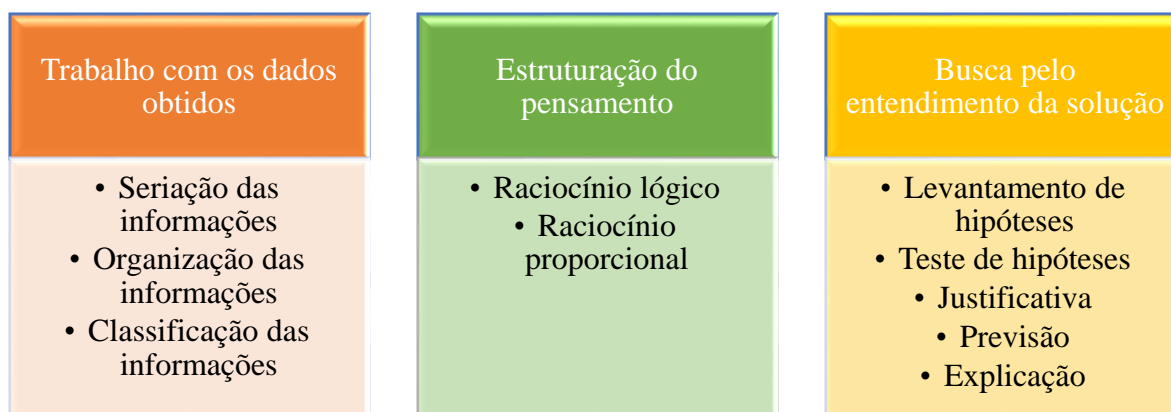 Trabalho com os dados
obtidos
• Seriação das
informações
• Organização das
informações
• Classificação das
informações
Estruturação do
pensamento
• Raciocínio lógico
• Raciocínio
proporcional
Busca pelo
entendimento da solução
• Levantamento de
hipóteses
• Teste de hipóteses
• Justificativa
• Previsão
• Explicação